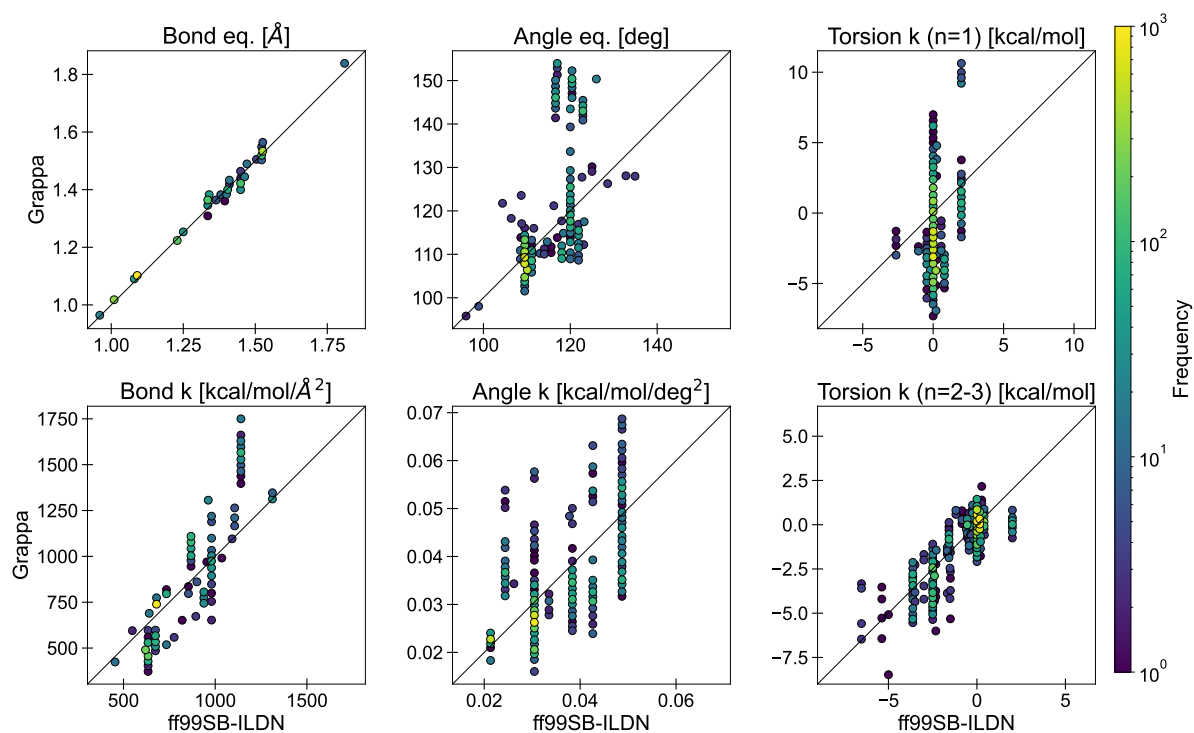 Bond eq. [Å]
Angle eq. [deg]
Torsion k (n=1) [kcal/mol]
Grappa
1.8
1.6
1.4
1.2
1.0
1.00 1.25 1.50 1.75
150
140
130
120
110
100
100 120 140
10
5
0
−5
−5 0 5 10
Bond k [kcal/mol/Å²]
Angle k [kcal/mol/deg²]
Torsion k (n=2-3) [kcal/mol]
Grappa
1750
1500
1250
1000
750
500
500 1000 1500
ff99SB-ILDN
0.07
0.06
0.05
0.04
0.03
0.02
0.02 0.04 0.06
ff99SB-ILDN
5.0
2.5
0.0
−2.5
−5.0
−7.5
−5 0 5
ff99SB-ILDN
10³
10²
10¹
10⁰
Frequency